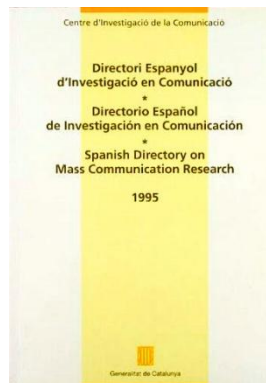 Centre d'Investigació de la Comunicació
Directori Espanyol
d'Investigació en Comunicació
*
Directorio Español
de Investigación en Comunicación
*
Spanish Directory on
Mass Communication Research
1995
Generalitat de Catalunya